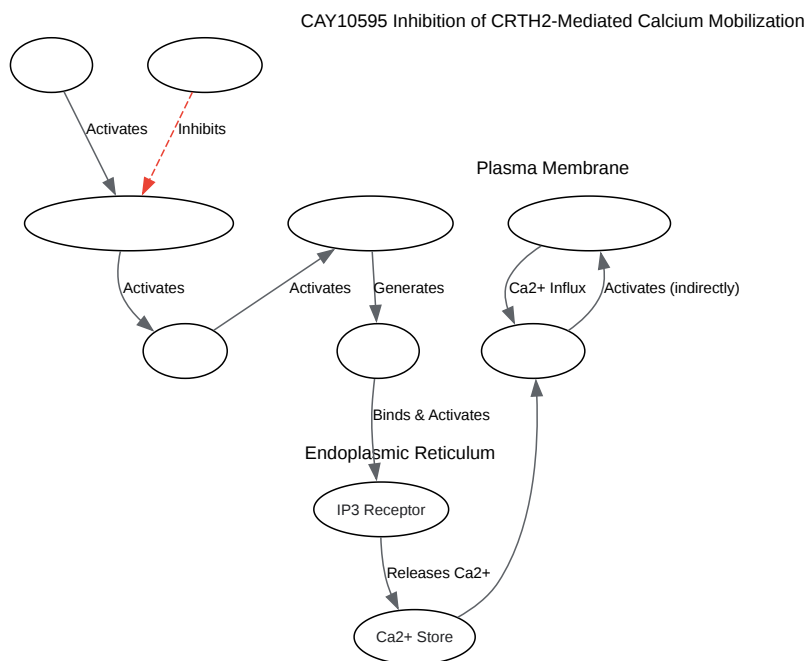 CAY10595 Inhibition of CRTH2-Mediated Calcium Mobilization
Activates
Inhibits
Plasma Membrane
Activates
Activates
Generates
Ca2+ Influx
Activates (indirectly)
Binds & Activates
Endoplasmic Reticulum
IP3 Receptor
Releases Ca2+
Ca2+ Store